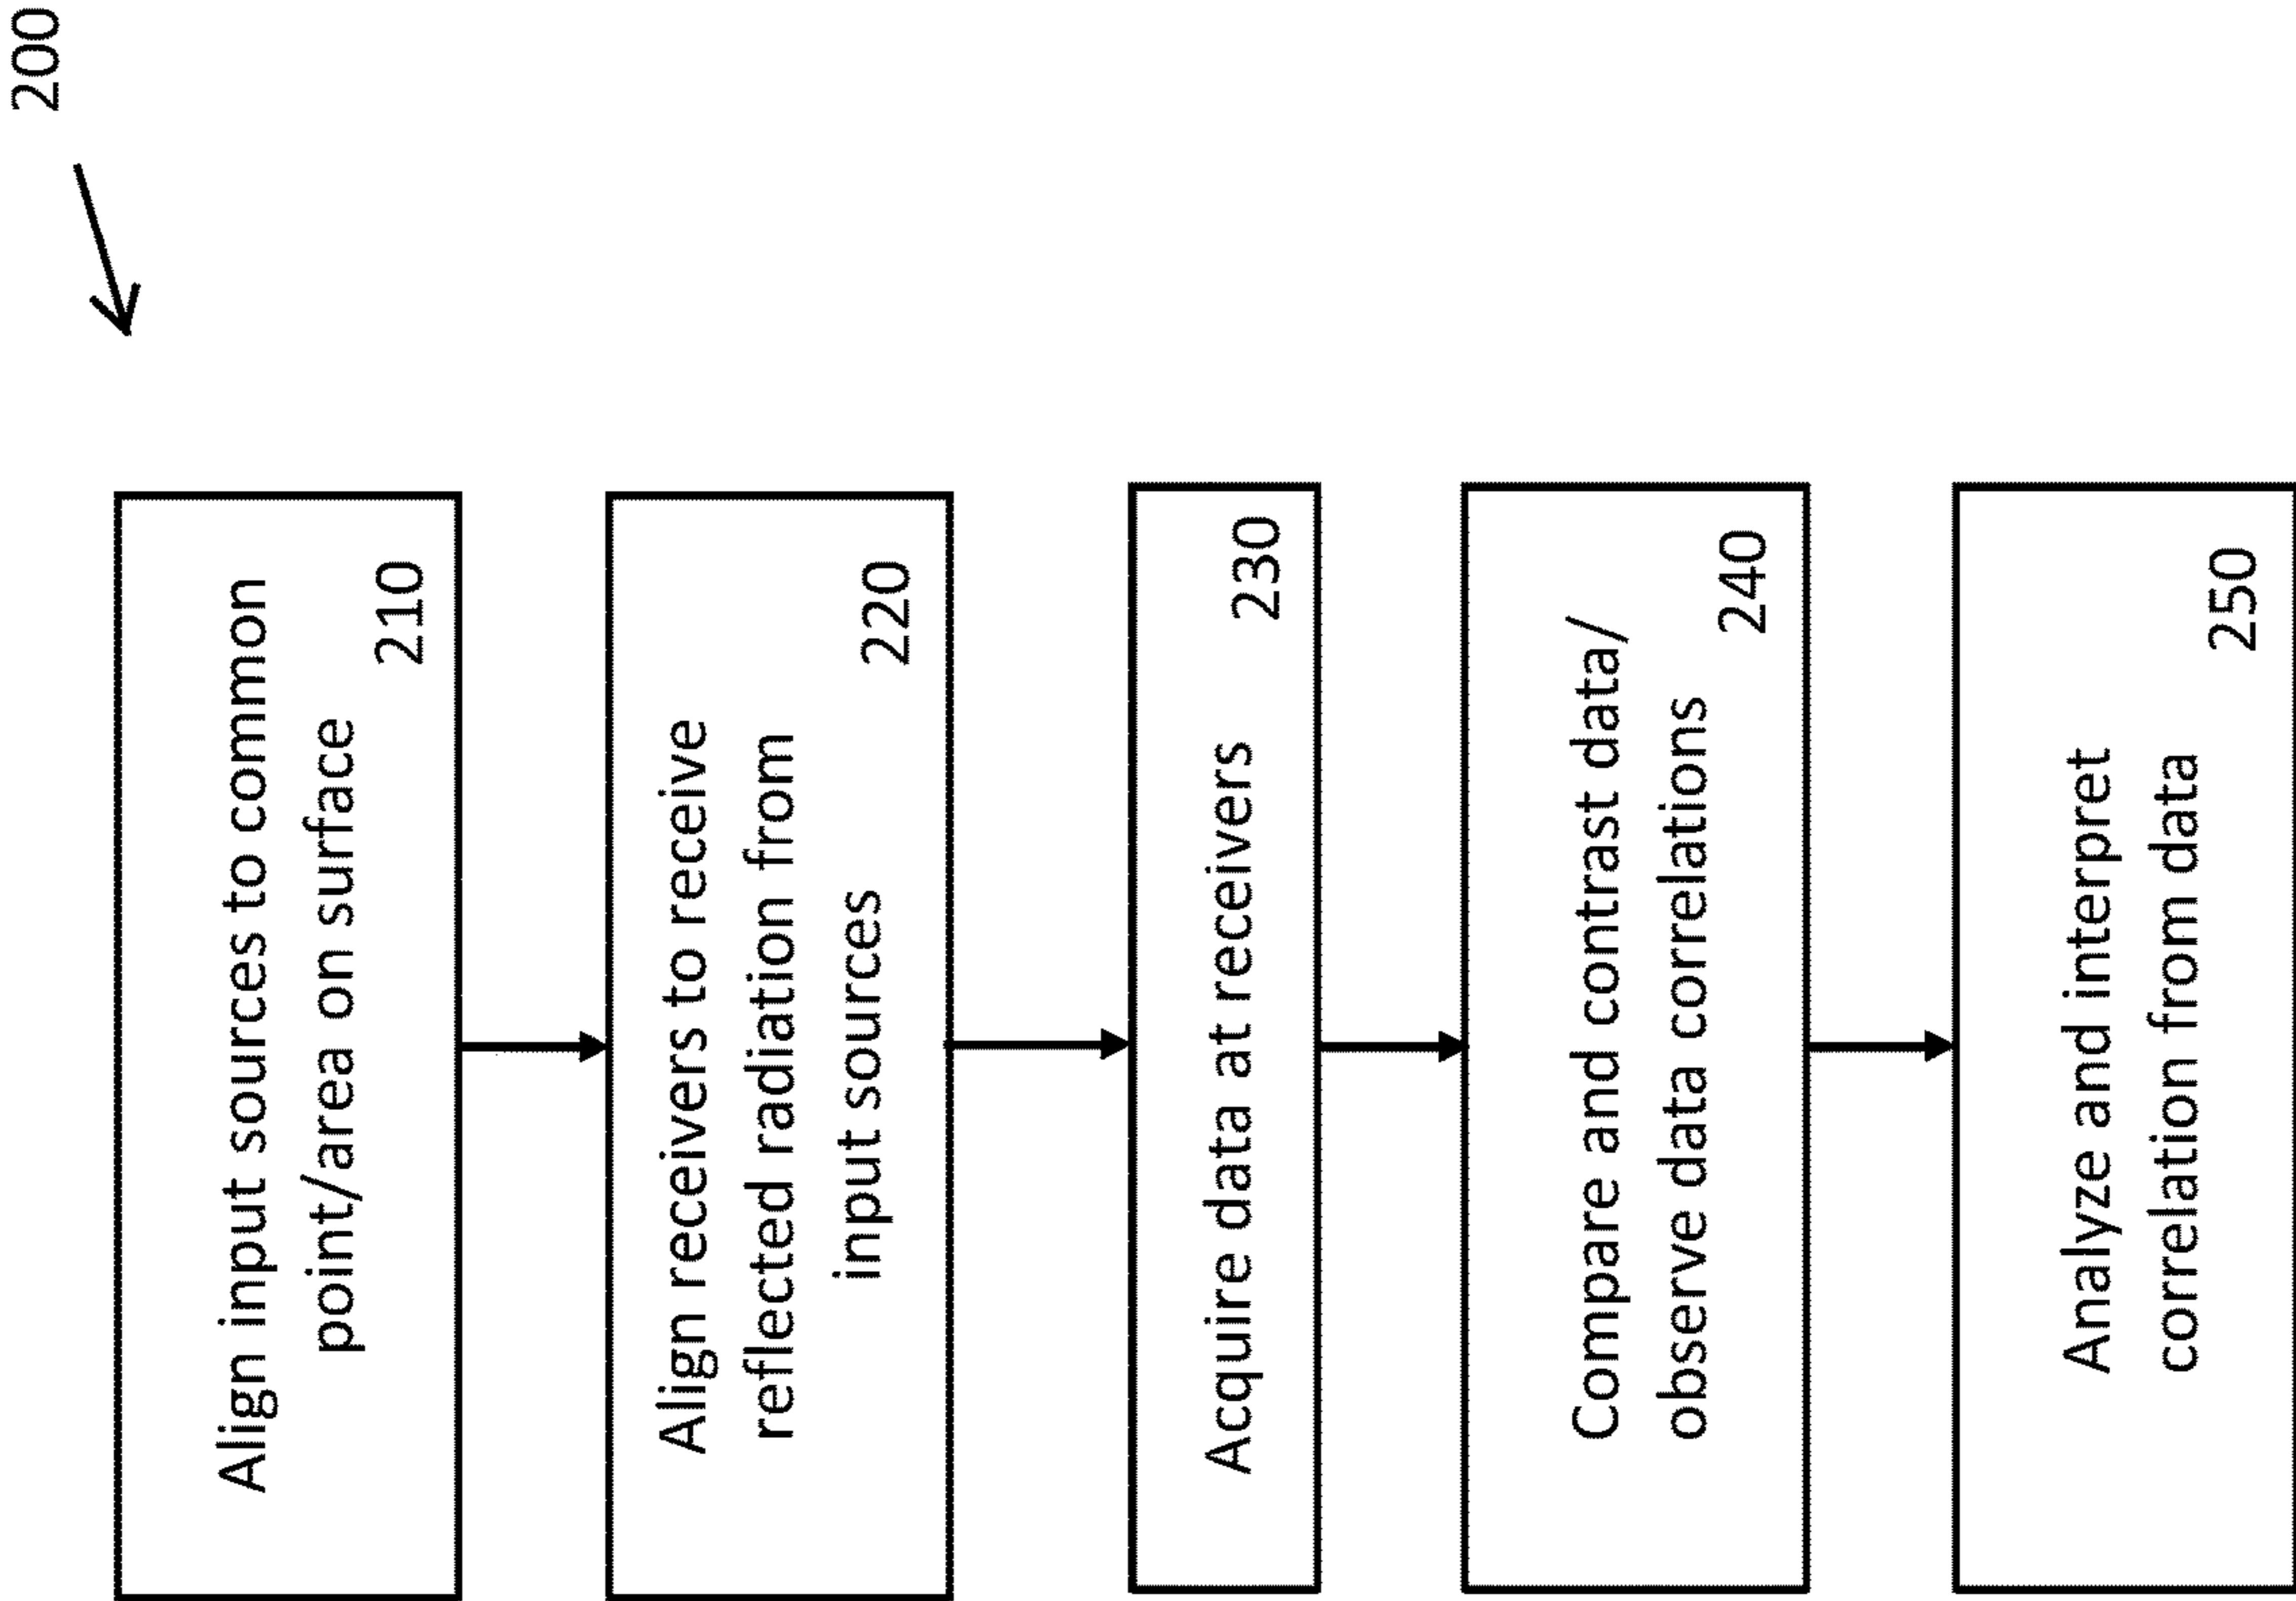 200
Align input sources to common
point/area on surface
210
Align receivers to receive
reflected radiation from
input sources
220
Acquire data at receivers
230
Compare and contrast data/
observe data correlations
240
Analyze and interpret
correlation from data
250